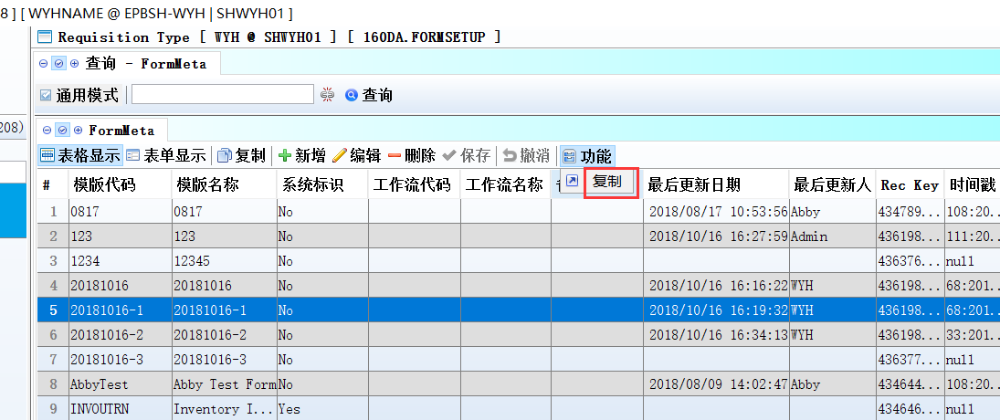 8 ] [ WYHNAME @ EPBSH-WYH | SHWYH01 ]
Requisition Type [ WYH @ SHWYH01 ] [ 160DA.FORMSETUP ]
查询 - FormMeta
通用模式 查询
208)
FormMeta
表格显示 表单显示 复制 新增 编辑 删除 保存 撤消 功能
复制
# 模版代码 模版名称 系统标识 工作流代码 工作流名称 最后更新日期 最后更新人 Rec Key 时间戳
1 0817 0817 No 2018/08/17 10:53:56 Abby 434789... 108:20...
2 123 123 No 2018/10/16 16:27:59 Admin 436198... 111:20...
3 1234 12345 No 436376... null
4 20181016 20181016 No 2018/10/16 16:16:22 WYH 436198... 68:201...
5 20181016-1 20181016-1 No 2018/10/16 16:19:32 WYH 436198... 68:201...
6 20181016-2 20181016-2 No 2018/10/16 16:34:13 WYH 436198... 33:201...
7 20181016-3 20181016-3 No 436377... null
8 AbbyTest Abby Test Form No 2018/08/09 14:02:47 Abby 434644... 108:20...
9 INVOUTRN Inventory I... Yes 434646... null